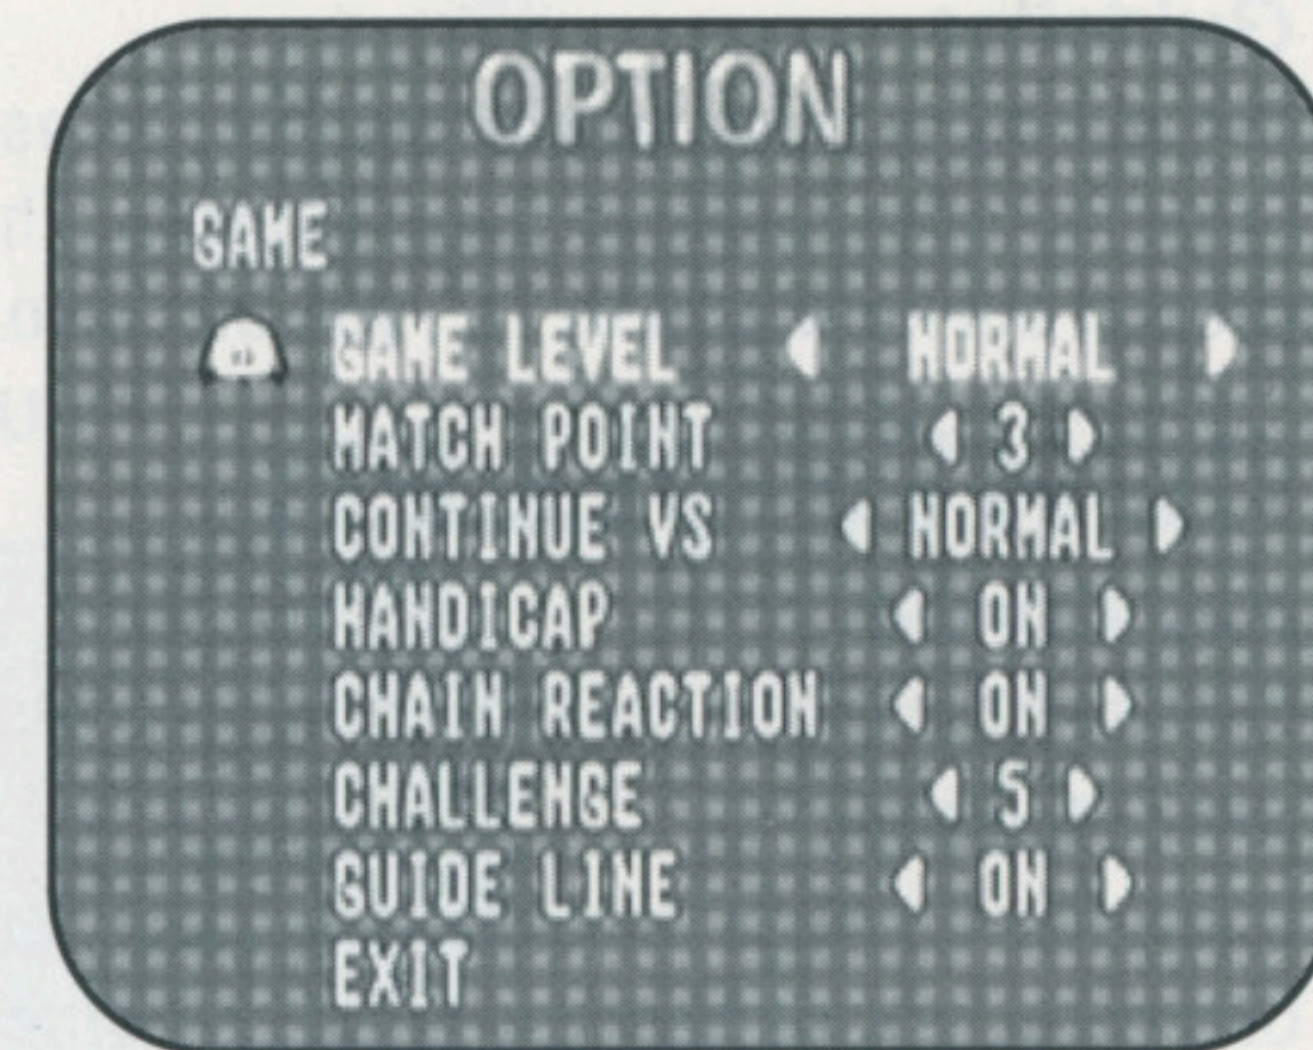 OPTION
GAME
GAME LEVEL ◀ NORMAL ▶
MATCH POINT ◀ 3 ▶
CONTINUE VS ◀ NORMAL ▶
HANDICAP ◀ ON ▶
CHAIN REACTION ◀ ON ▶
CHALLENGE ◀ 5 ▶
GUIDE LINE ◀ ON ▶
EXIT